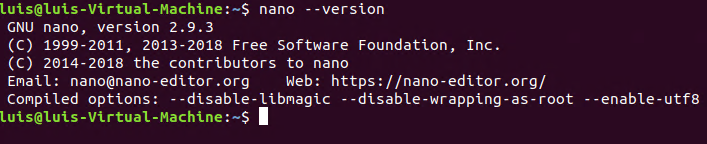 luis@luis-Virtual-Machine:~$ nano --version
GNU nano, version 2.9.3
(C) 1999-2011, 2013-2018 Free Software Foundation, Inc.
(C) 2014-2018 the contributors to nano
Email: nano@nano-editor.org    Web: https://nano-editor.org/
Compiled options: --disable-libmagic --disable-wrapping-as-root --enable-utf8
luis@luis-Virtual-Machine:~$